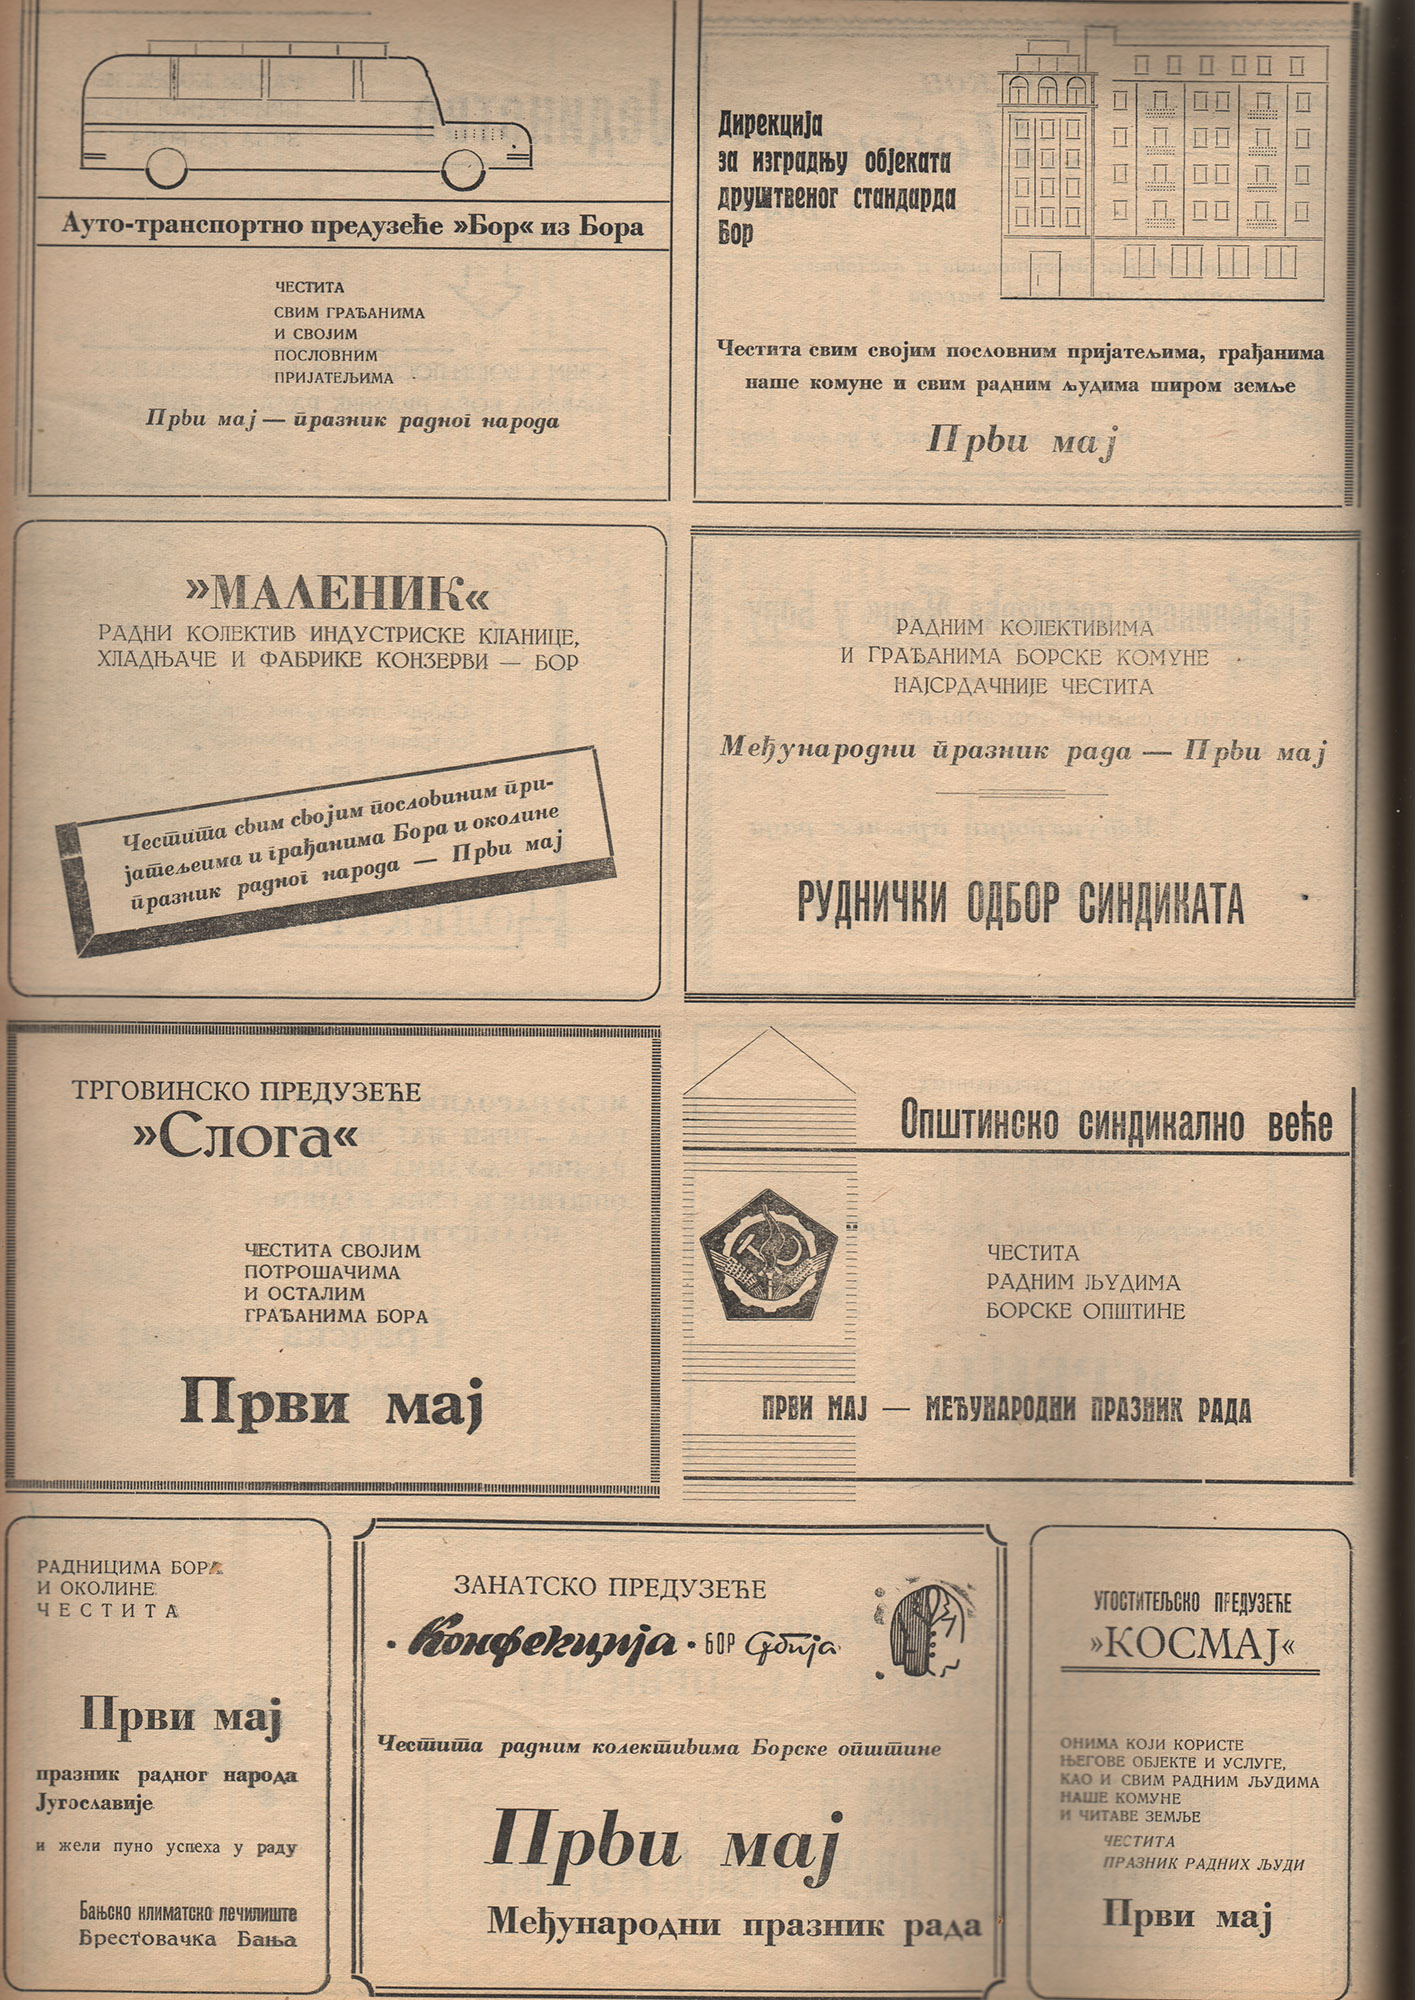 Ауто-транспортно предузеће »Бор« из Бора
ЧЕСТИТА
СВИМ ГРАЂАНИМА
И СВОЈИМ
ПОСЛОВНИМ
ПРИЈАТЕЉИМА
Први мај — празник радног народа
Дирекција
за изградњу објеката
друштвеног стандарда
Бор
Честита свим својим пословним пријатељима, грађанима
наше комуне и свим радним људима широм земље
Први мај
»МАЛЕНИК«
РАДНИ КОЛЕКТИВ ИНДУСТРИСКЕ КЛАНИЦЕ,
ХЛАДЊАЧЕ И ФАБРИКЕ КОНЗЕРВИ — БОР
Честита свим својим пословиним при-
јатељеима и грађанима Бора и околине
празник радног народа — Први мај
РАДНИМ КОЛЕКТИВИМА
И ГРАЂАНИМА БОРСКЕ КОМУНЕ
НАЈСРДАЧНИЈЕ ЧЕСТИТА
Међународни празник рада — Први мај
РУДНИЧКИ ОДБОР СИНДИКАТА
ТРГОВИНСКО ПРЕДУЗЕЋЕ
»Слога«
ЧЕСТИТА СВОЈИМ
ПОТРОШАЧИМА
И ОСТАЛИМ
ГРАЂАНИМА БОРА
Први мај
Општинско синдикално веће
ЧЕСТИТА
РАДНИМ ЉУДИМА
БОРСКЕ ОПШТИНЕ
ПРВИ МАЈ — МЕЂУНАРОДНИ ПРАЗНИК РАДА
РАДНИЦИМА БОРА
И ОКОЛИНЕ
ЧЕСТИТА
Први мај
празник радног народа
Југославије
и жели пуно успеха у раду
Бањско климатско лечилиште
Брестовачка Бања
ЗАНАТСКО ПРЕДУЗЕЋЕ
• Конфекција • БОР Србија
Честита радним колективима Борске општине
Први мај
Међународни празник рада
УГОСТИТЕЉСКО ПРЕДУЗЕЋЕ
»КОСМАЈ«
ОНИМА КОЈИ КОРИСТЕ
ЊЕГОВЕ ОБЈЕКТЕ И УСЛУГЕ,
КАО И СВИМ РАДНИМ ЉУДИМА
НАШЕ КОМУНЕ
И ЧИТАВЕ ЗЕМЉЕ
ЧЕСТИТА
ПРАЗНИК РАДНИХ ЉУДИ
Први мај